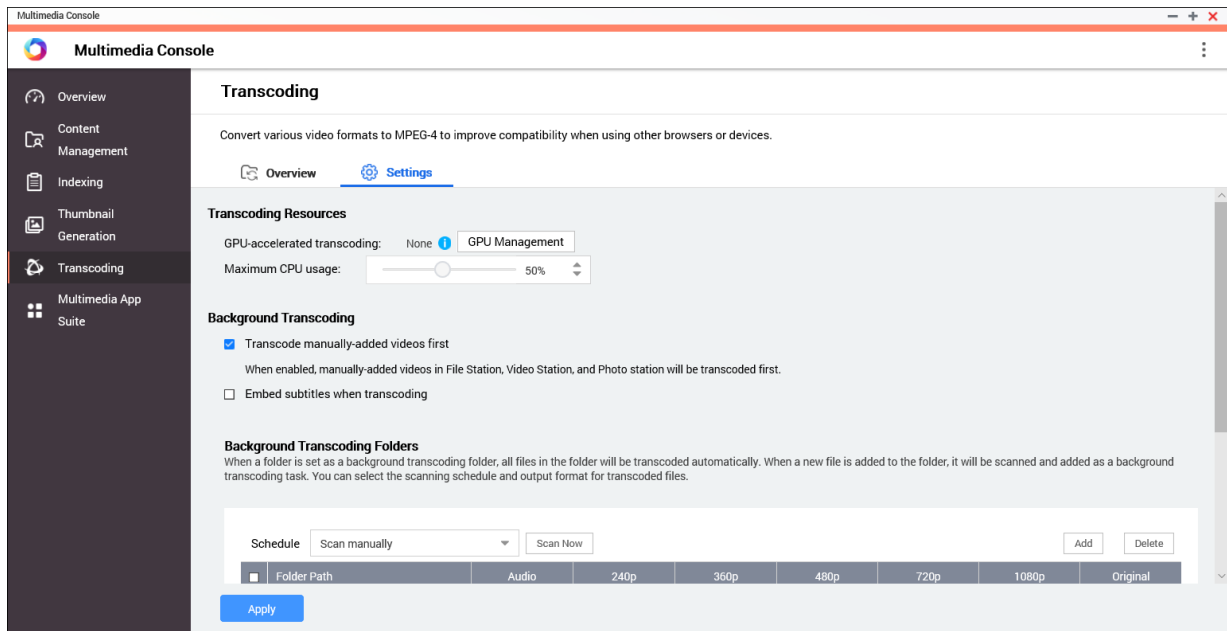 Multimedia Console
Multimedia Console
Overview
Content
Management
Indexing
Thumbnail
Generation
Transcoding
Multimedia App
Suite
Transcoding
Convert various video formats to MPEG-4 to improve compatibility when using other browsers or devices.
Overview Settings
Transcoding Resources
GPU-accelerated transcoding: None GPU Management
Maximum CPU usage: 50%
Background Transcoding
Transcode manually-added videos first
When enabled, manually-added videos in File Station, Video Station, and Photo station will be transcoded first.
Embed subtitles when transcoding
Background Transcoding Folders
When a folder is set as a background transcoding folder, all files in the folder will be transcoded automatically. When a new file is added to the folder, it will be scanned and added as a background
transcoding task. You can select the scanning schedule and output format for transcoded files.
Schedule Scan manually Scan Now Add Delete
Folder Path Audio 240p 360p 480p 720p 1080p Original
Apply